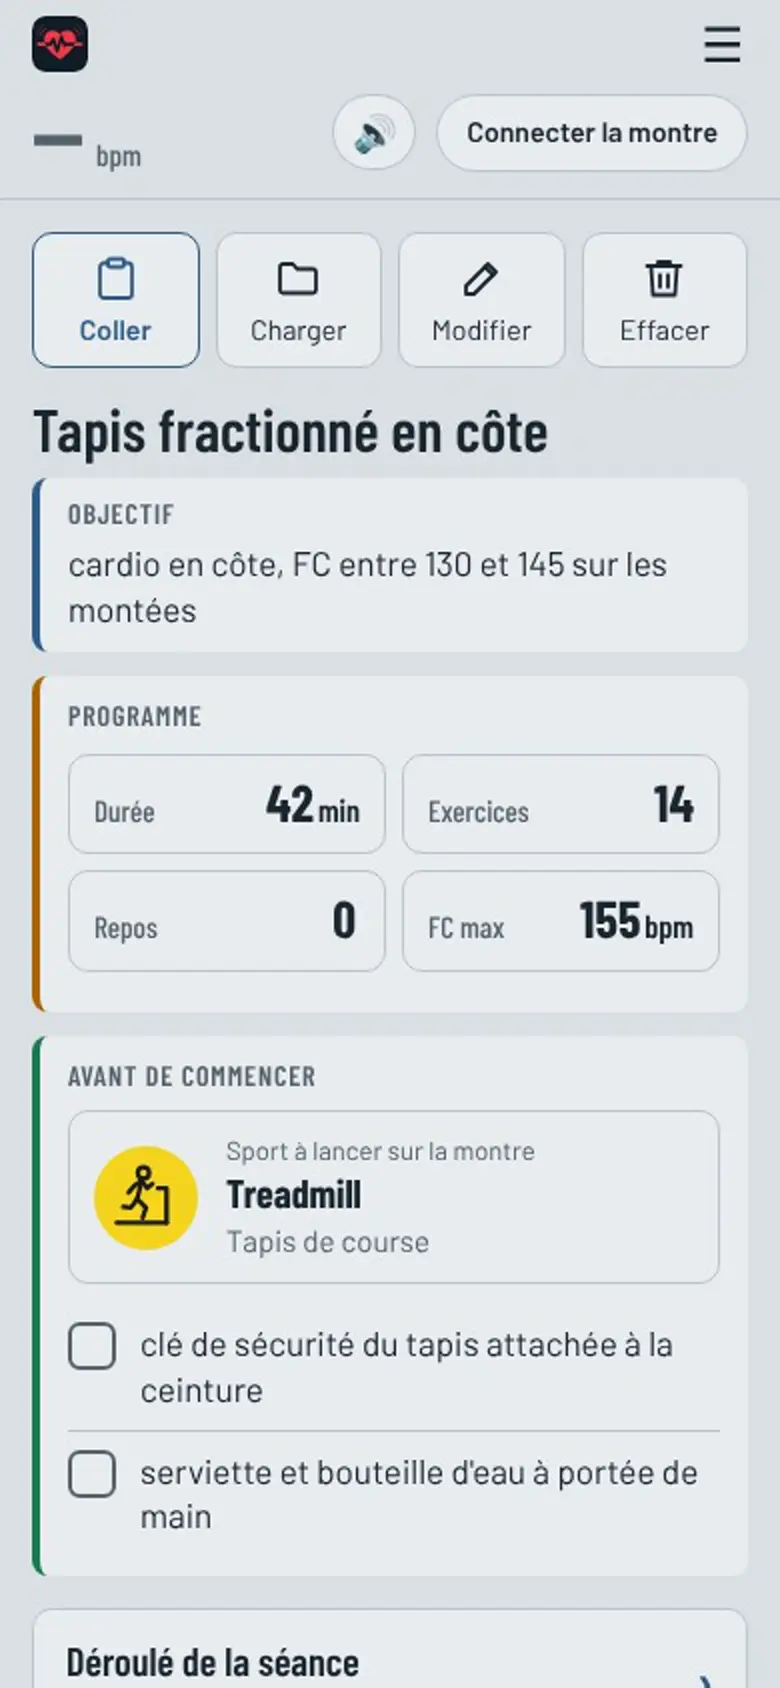 bpm
Connecter la montre
Coller
Charger
Modifier
Effacer
Tapis fractionné en côte
OBJECTIF
cardio en côte, FC entre 130 et 145 sur les
montées
PROGRAMME
Durée 42 min
Exercices 14
Repos 0
FC max 155 bpm
AVANT DE COMMENCER
Sport à lancer sur la montre
Treadmill
Tapis de course
clé de sécurité du tapis attachée à la
ceinture
serviette et bouteille d'eau à portée de
main
Déroulé de la séance